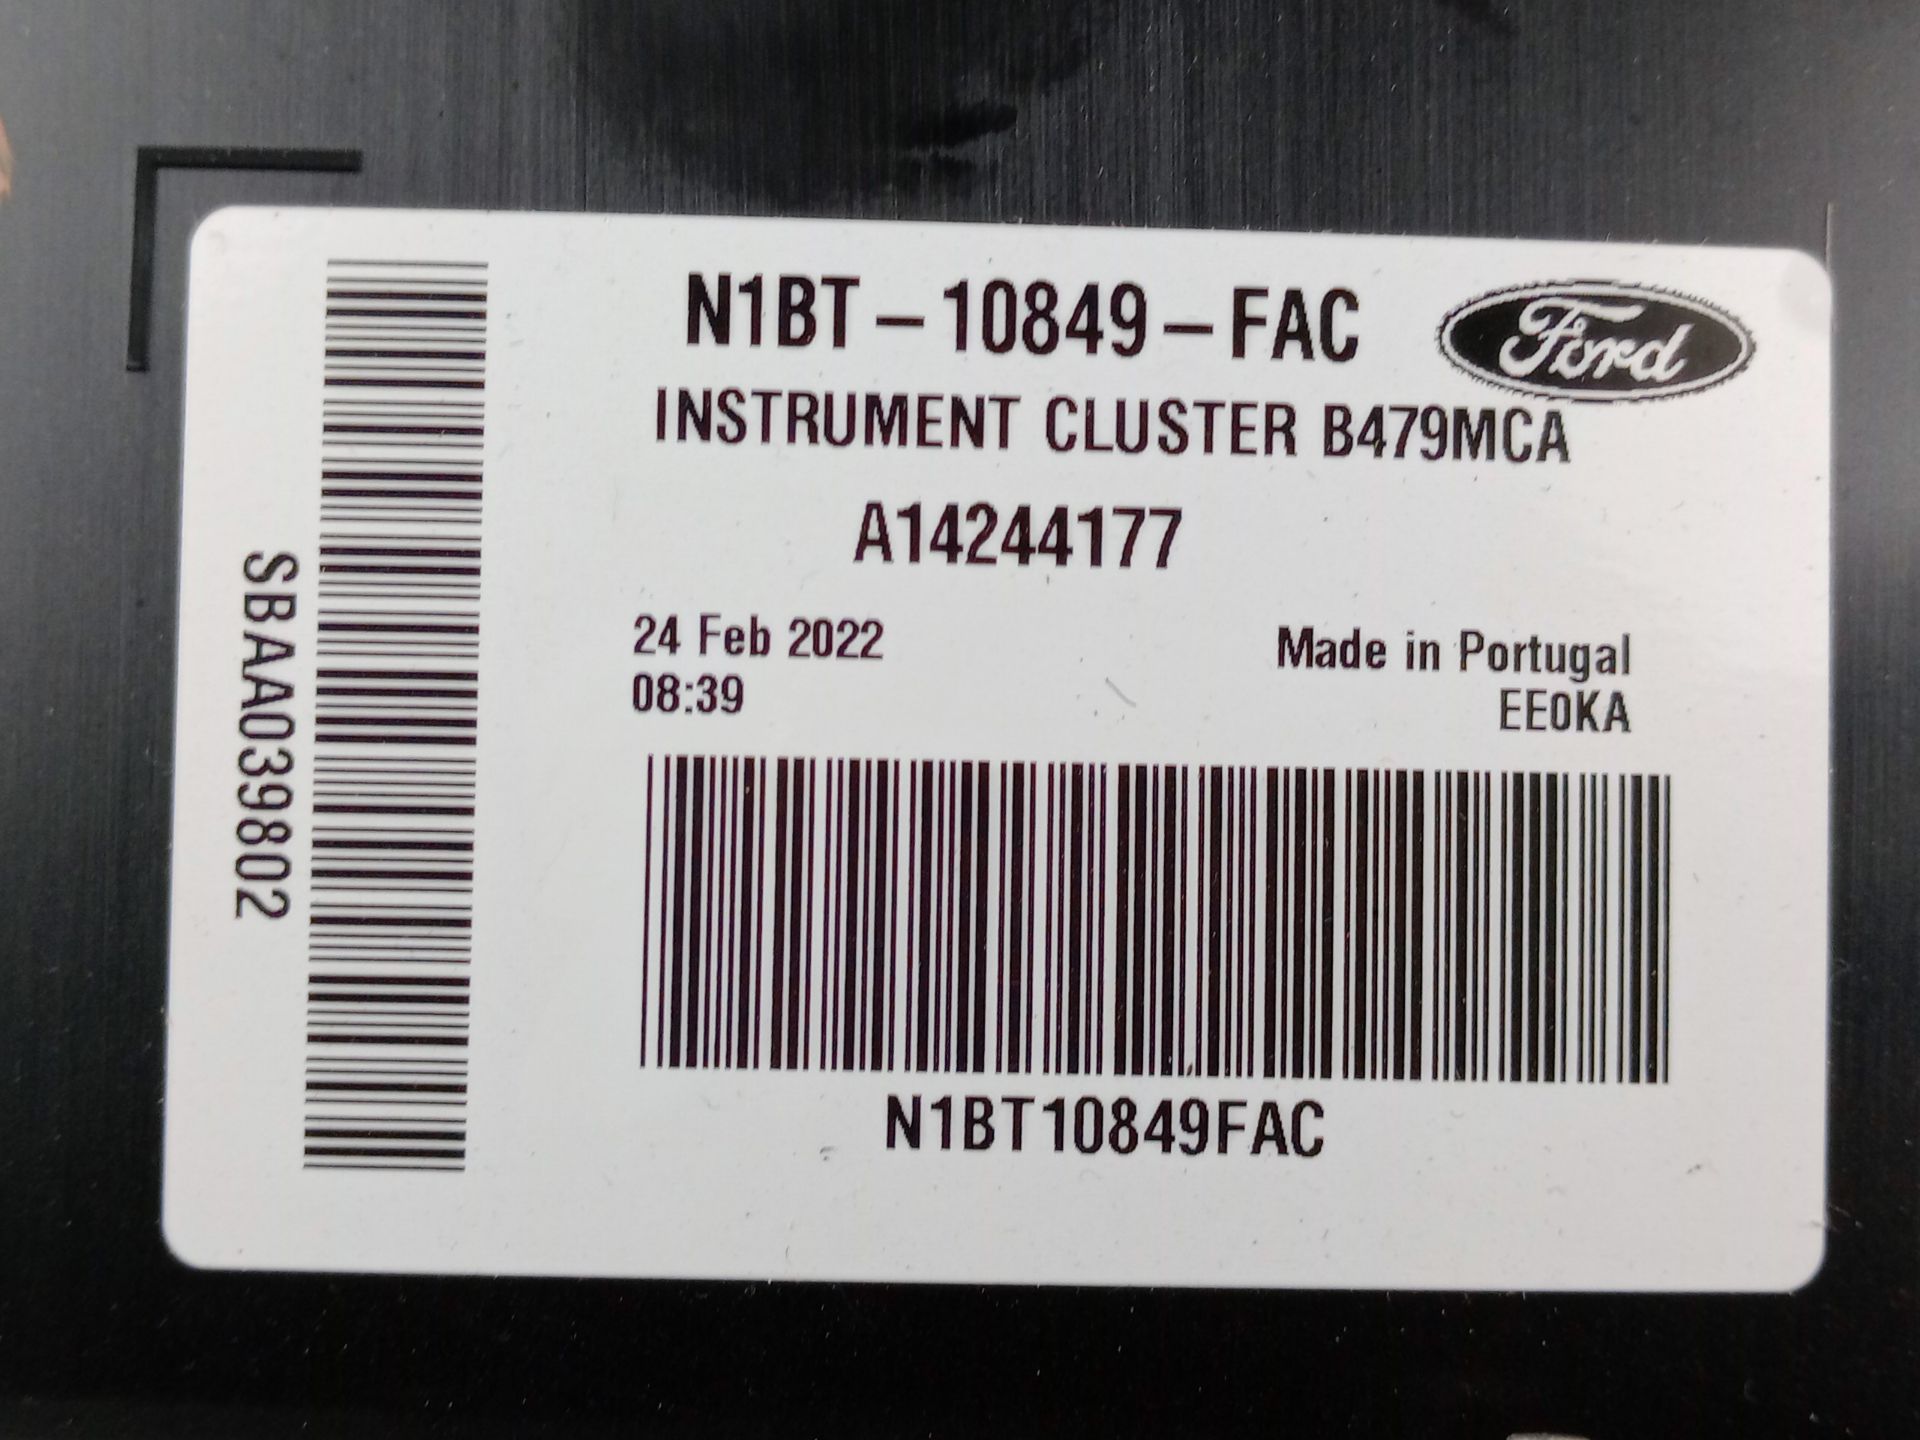 N1BT-10849-FAC
Ford
INSTRUMENT CLUSTER B479MCA
A14244177
24 Feb 2022
08:39
Made in Portugal
EE0KA
SBAA039802
N1BT10849FAC